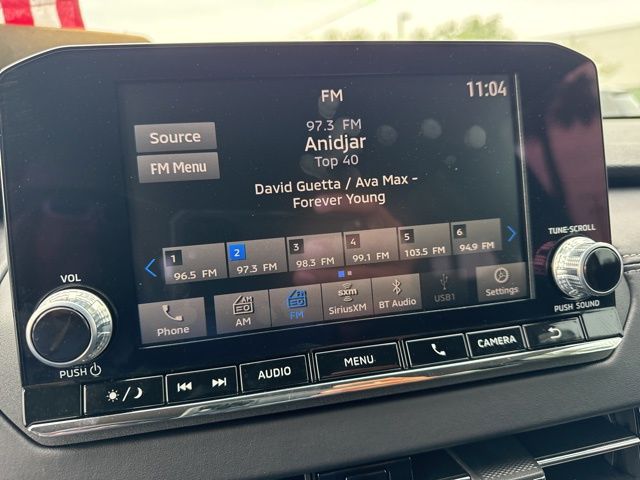 FM
11:04
Source
97.3 FM
Anidjar
Top 40
FM Menu
David Guetta / Ava Max -
Forever Young
1 96.5 FM
2 97.3 FM
3 98.3 FM
4 99.1 FM
5 103.5 FM
6 94.9 FM
Phone
AM
FM
sxm
SiriusXM
BT Audio
USB1
Settings
VOL
PUSH
TUNE·SCROLL
PUSH SOUND
AUDIO
MENU
CAMERA